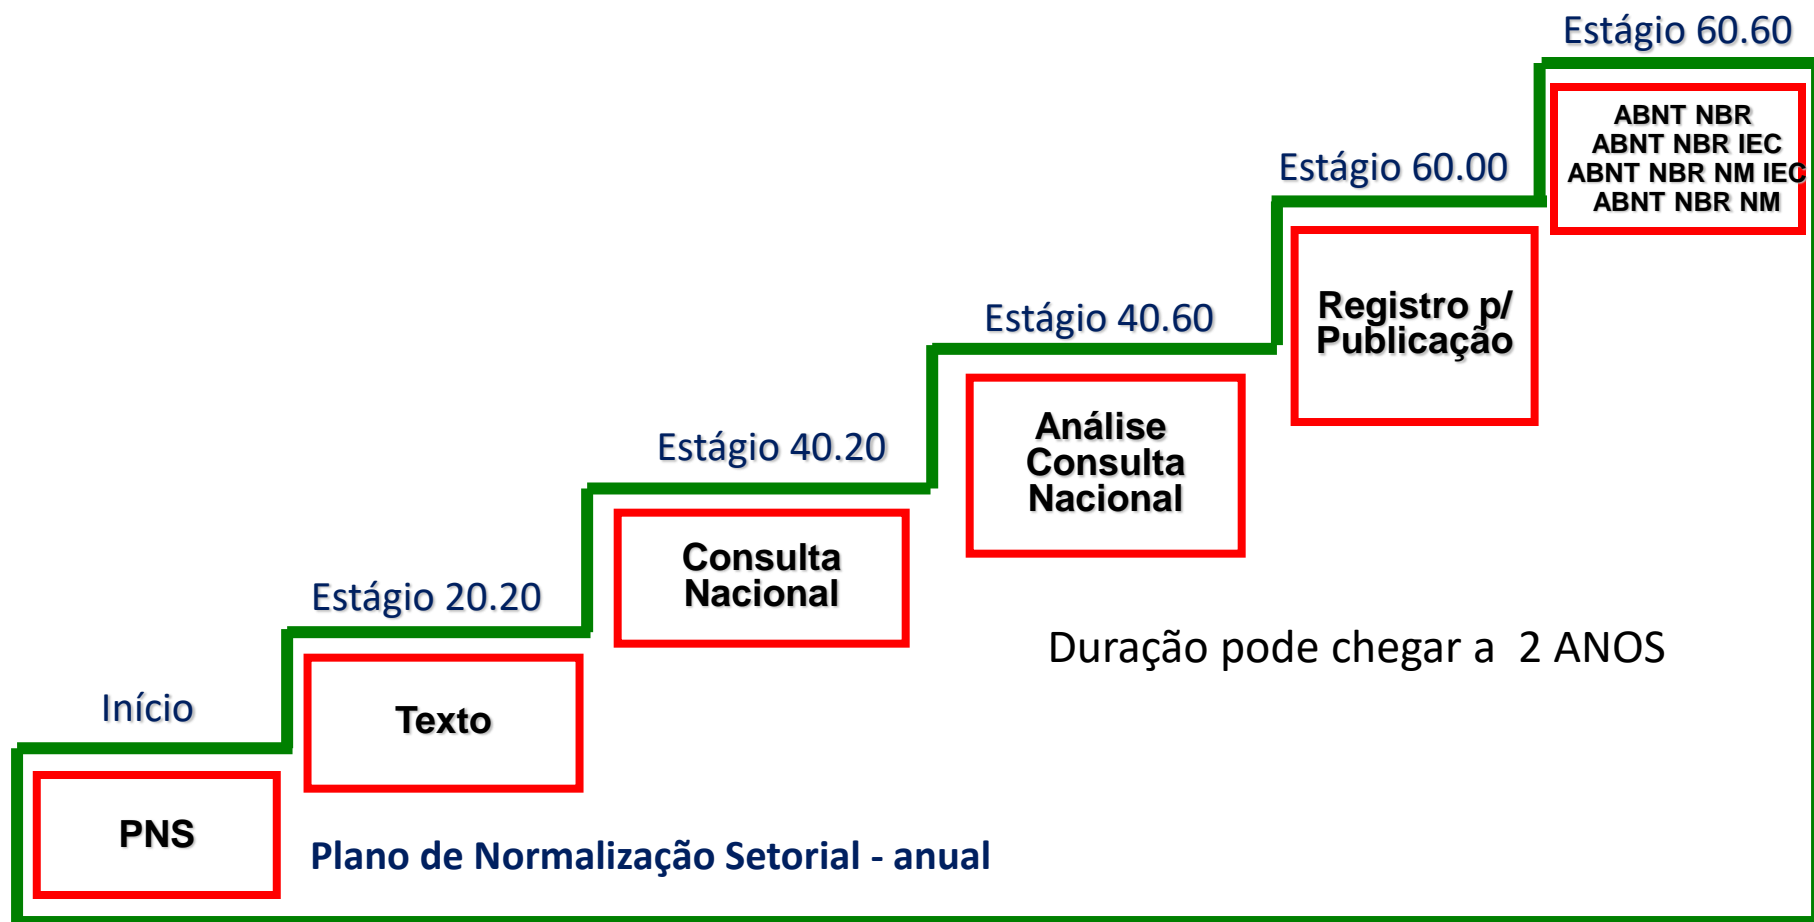 Estágio 60.60
ABNT NBR
ABNT NBR IEC
ABNT NBR NM IEC
ABNT NBR NM
Estágio 60.00
Registro p/
Publicação
Estágio 40.60
Análise
Consulta
Nacional
Estágio 40.20
Consulta
Nacional
Estágio 20.20
Texto
Duração pode chegar a 2 ANOS
Início
PNS
Plano de Normalização Setorial - anual